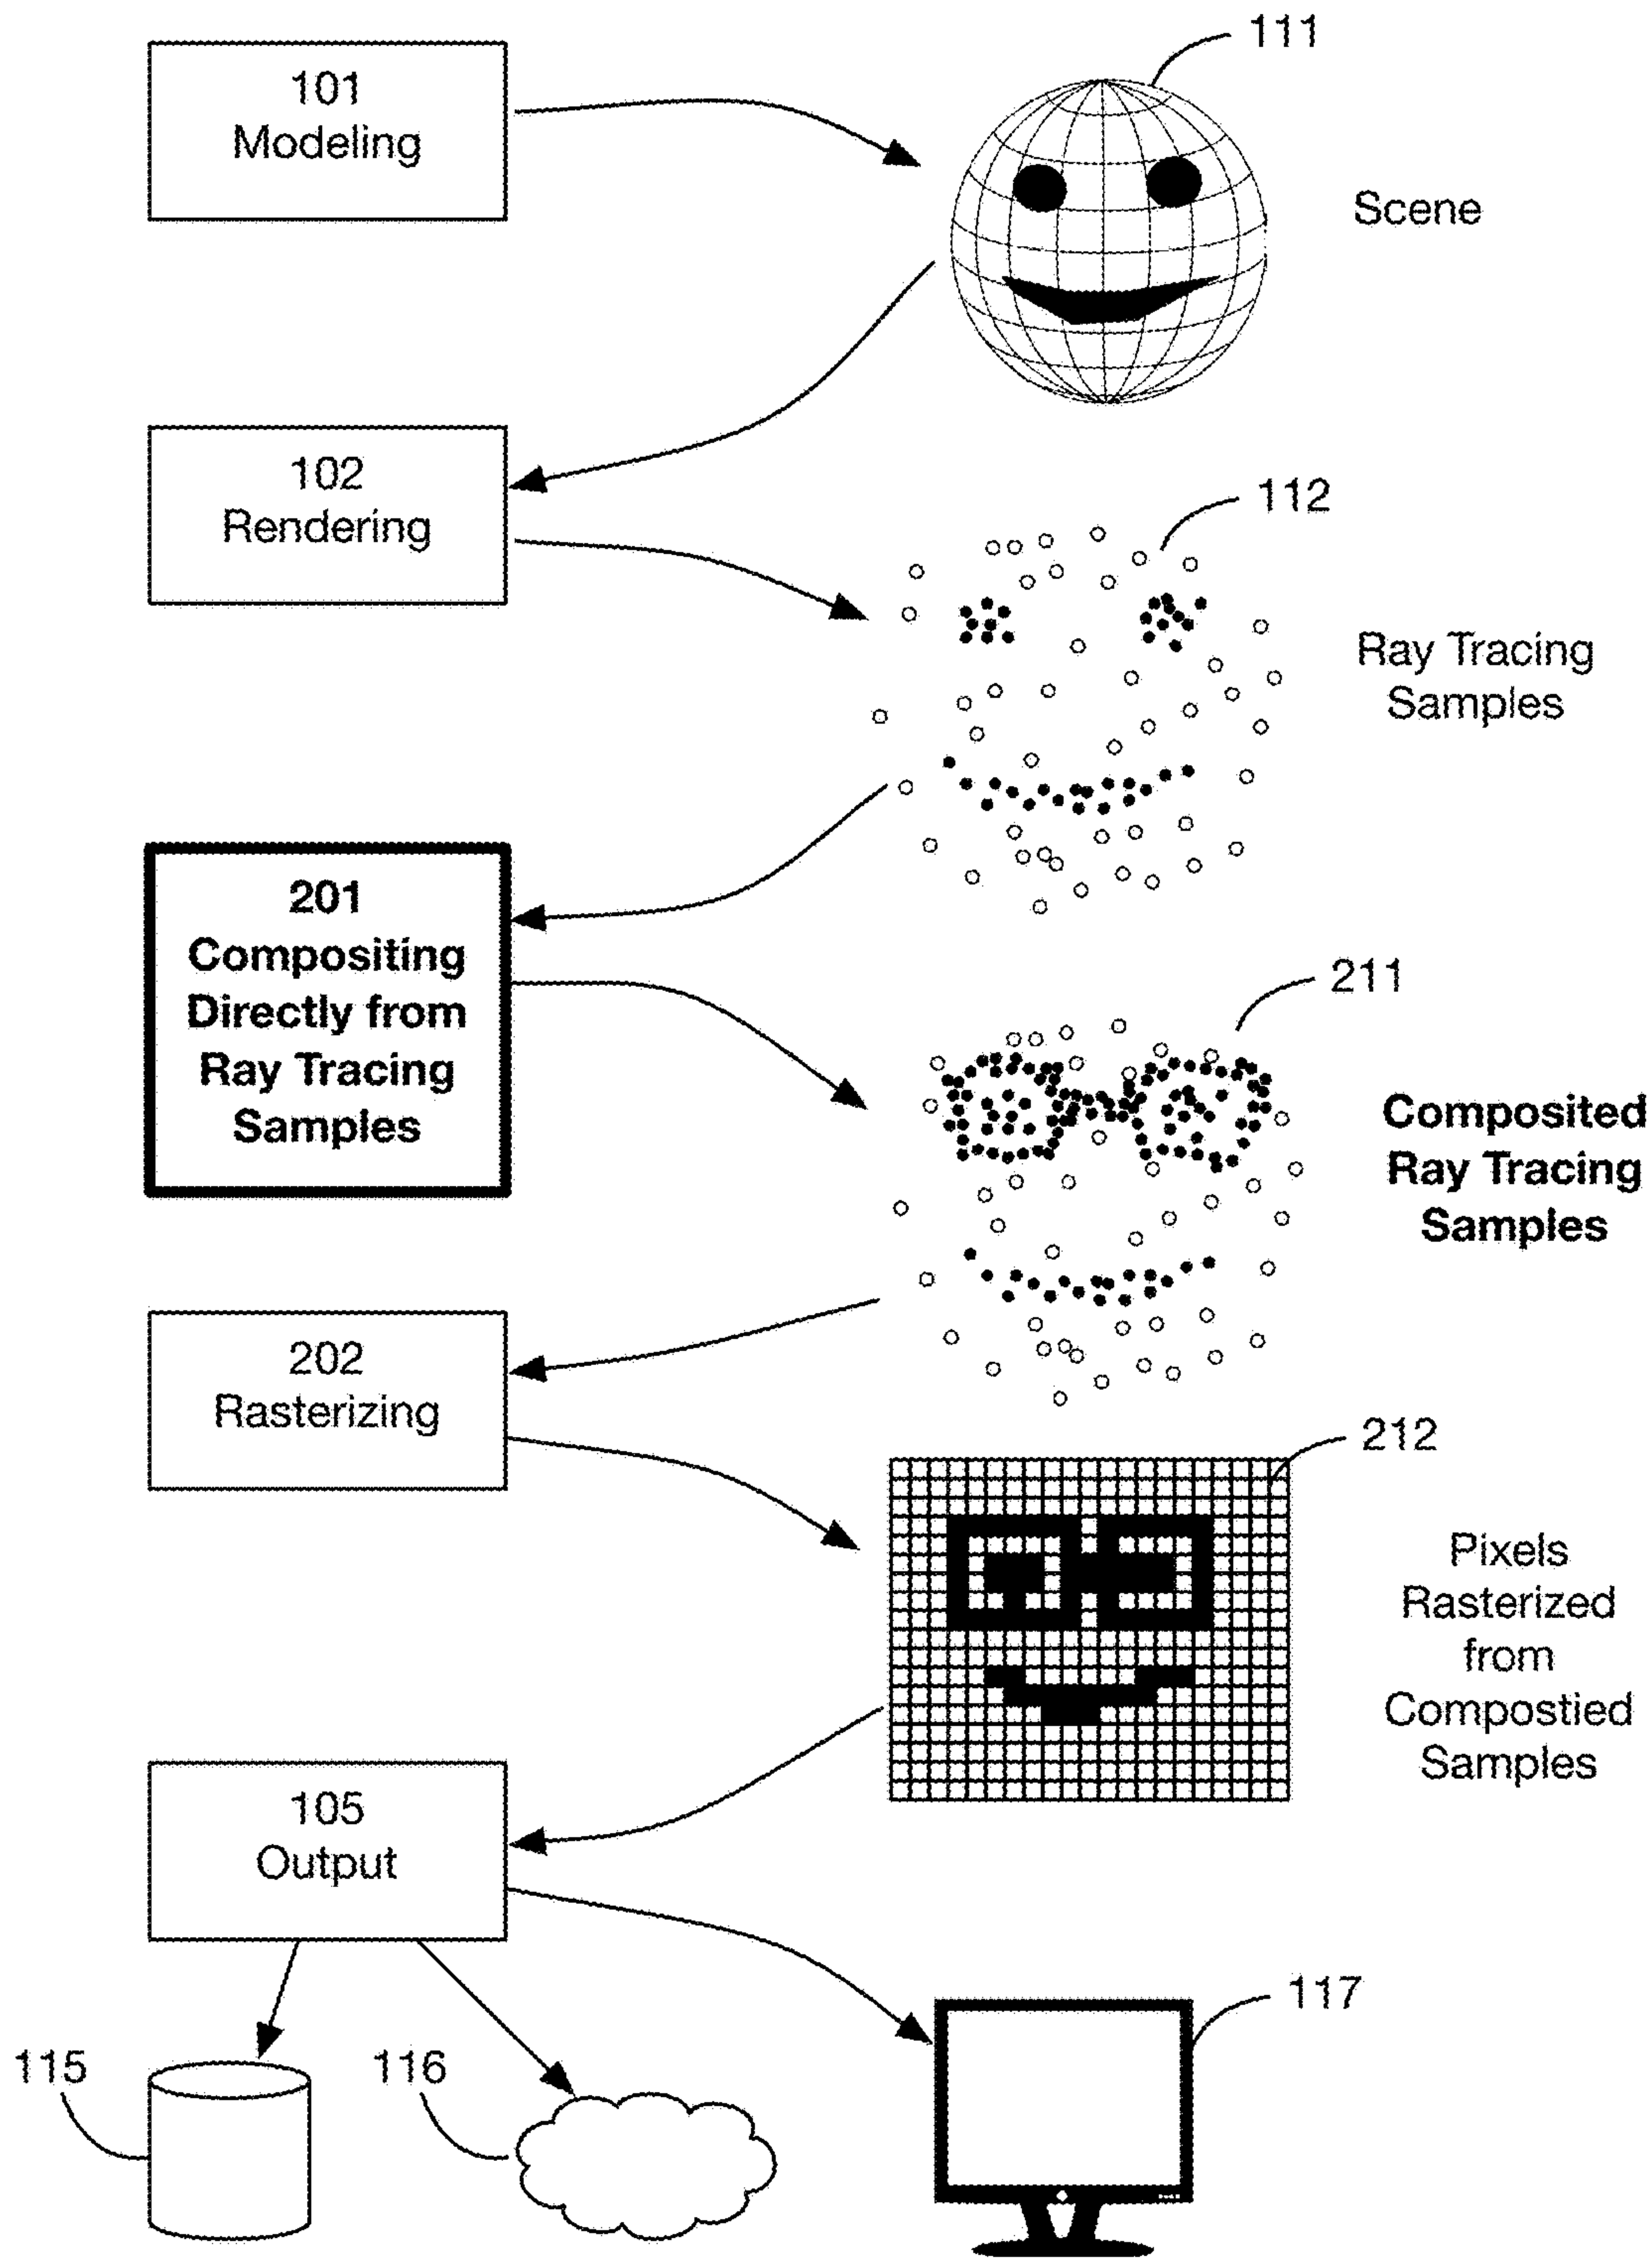 111
101
Modeling
Scene
102
Rendering
112
Ray Tracing
Samples
201
Compositing
Directly from
Ray Tracing
Samples
211
Composited
Ray Tracing
Samples
202
Rasterizing
212
Pixels
Rasterized
from
Compostied
Samples
105
Output
117
115
116